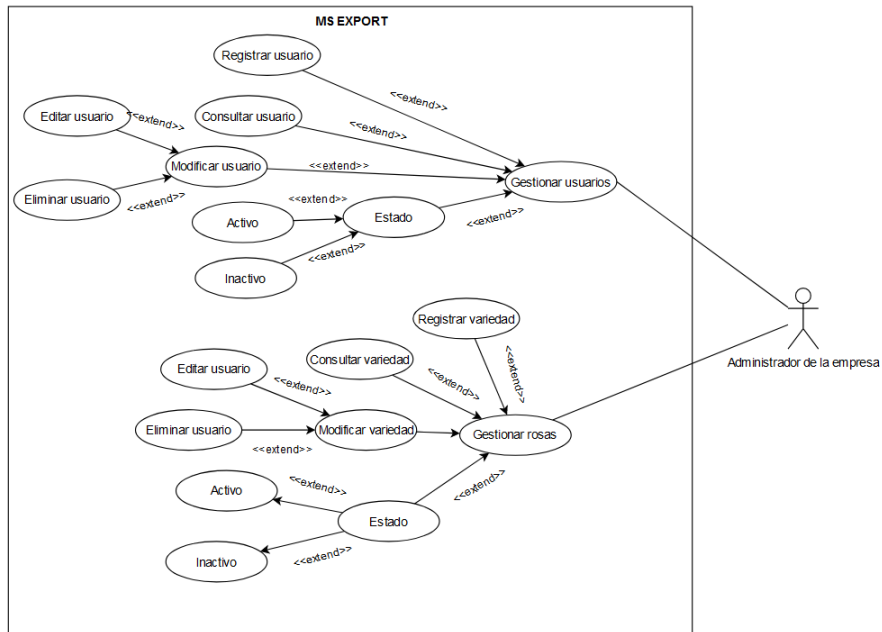 MS EXPORT
Registrar usuario
<<extend>>
Editar usuario
<<extend>>
Consultar usuario
<<extend>>
Modificar usuario
<<extend>>
Gestionar usuarios
Eliminar usuario
<<extend>>
<<extend>>
Activo
Estado
<<extend>>
<<extend>>
Inactivo
Registrar variedad
Administrador de la empresa
Consultar variedad
<<extend>>
Editar usuario
<<extend>>
<<extend>>
Eliminar usuario
Modificar variedad
Gestionar rosas
<<extend>>
<<extend>>
Activo
<<extend>>
Estado
Inactivo
<<extend>>